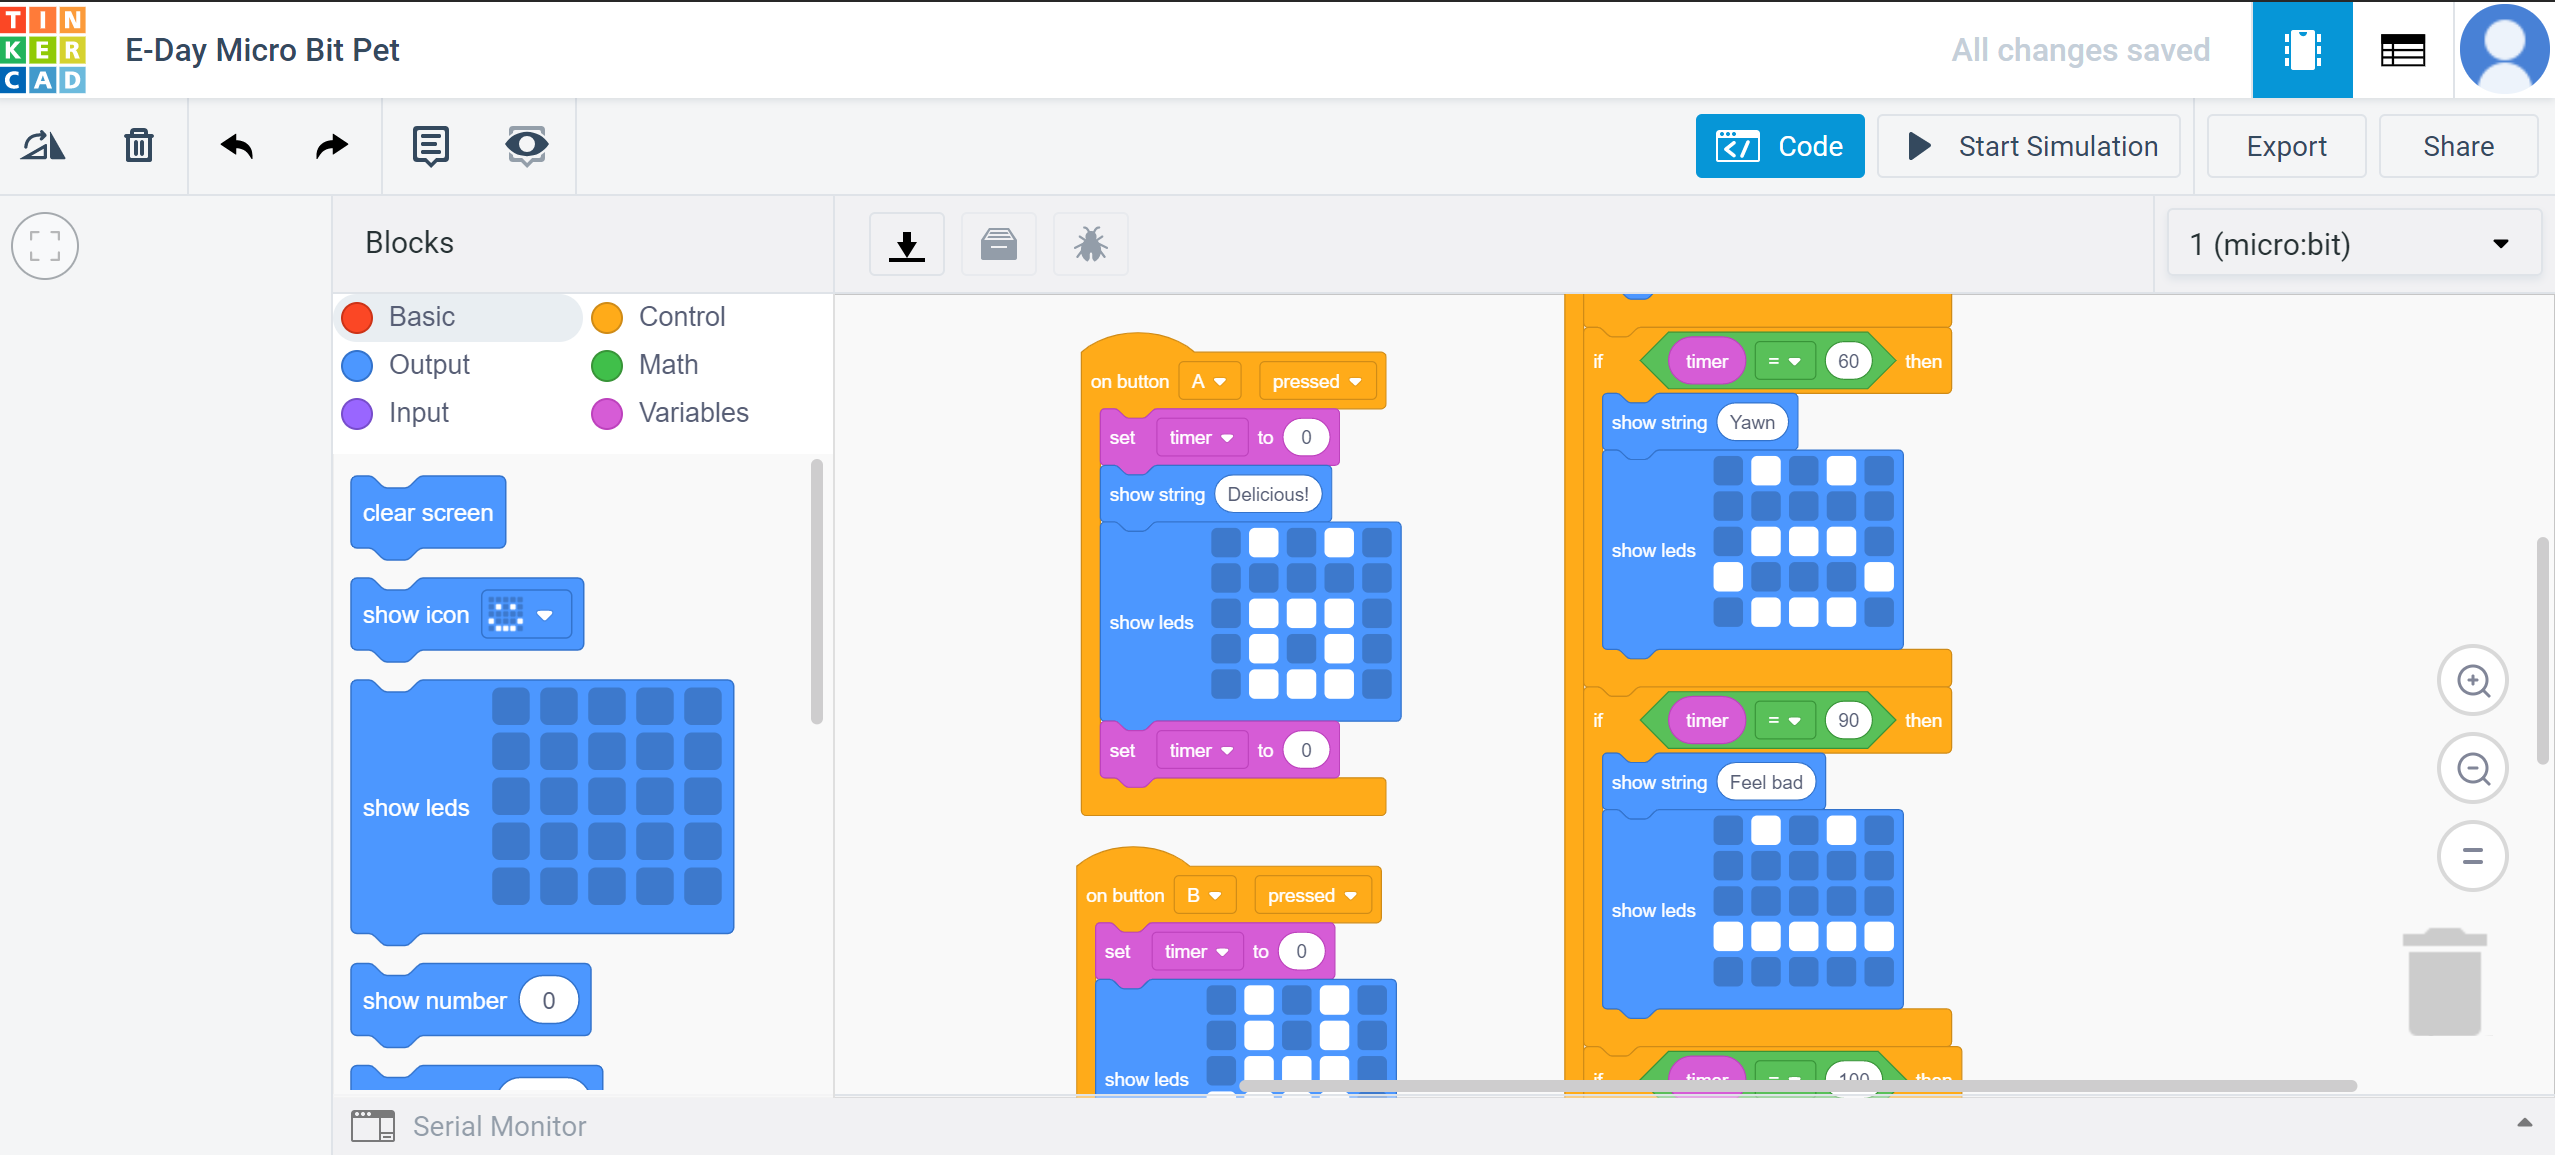 TIN
KER
CAD
E-Day Micro Bit Pet
All changes saved
Code
Start Simulation
Export
Share
Blocks
1 (micro:bit)
Basic
Control
Output
Math
Input
Variables
clear screen
show icon
show leds
show number 0
on button A pressed
set timer to 0
show string Delicious!
show leds
set timer to 0
on button B pressed
set timer to 0
show leds
if timer = 60 then
show string Yawn
show leds
if timer = 90 then
show string Feel bad
show leds
if timer = 100 then
Serial Monitor